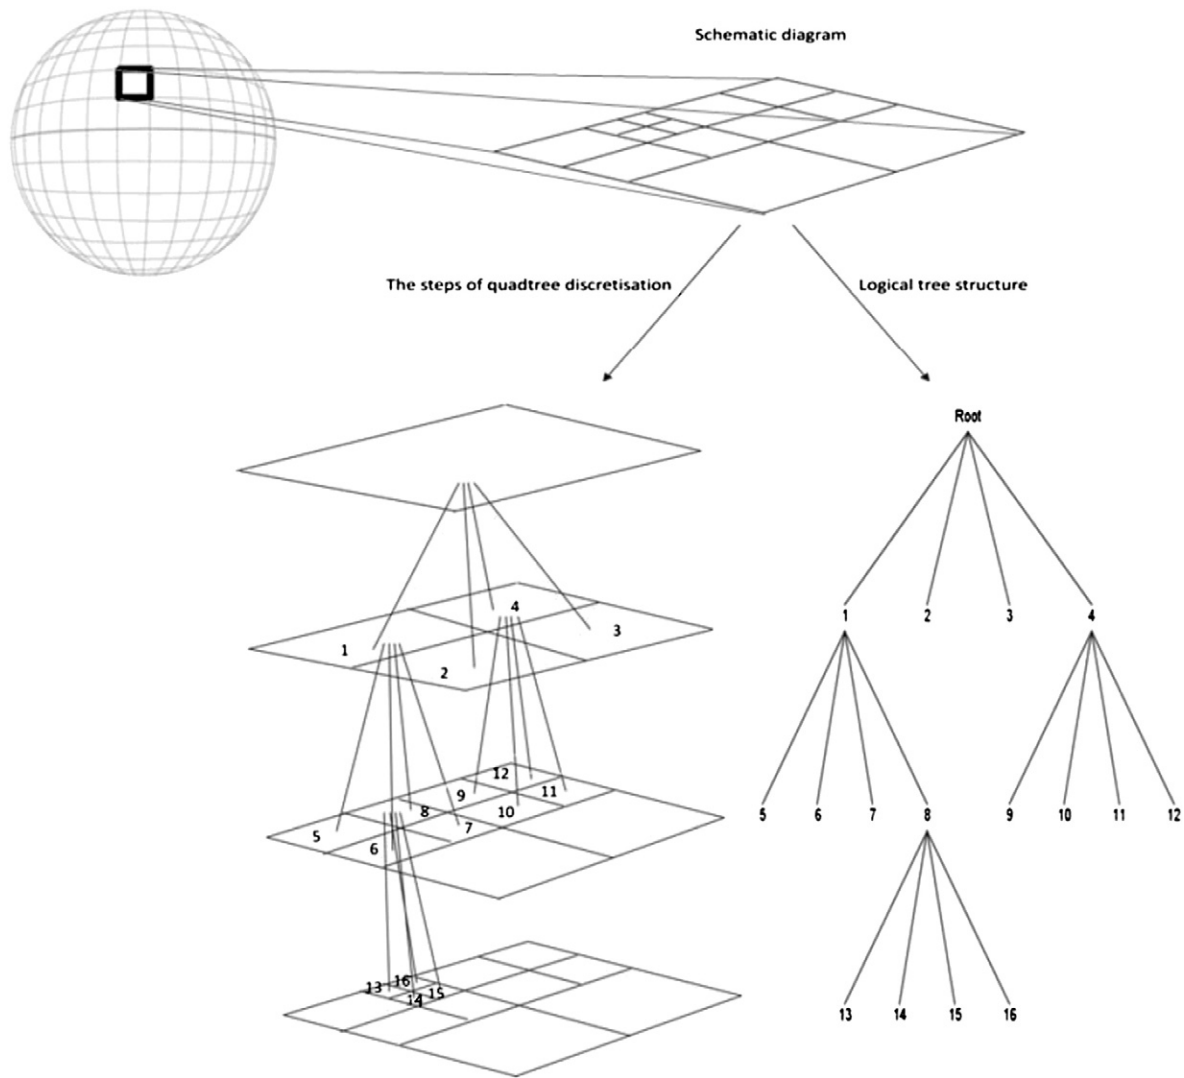 Schematic diagram
The steps of quadtree discretisation
Logical tree structure
Root
4
3
1
2
1 2 3 4
12
9 11
8 10
5 7
6
5 6 7 8 9 10 11 12
13 16
14 15
13 14 15 16